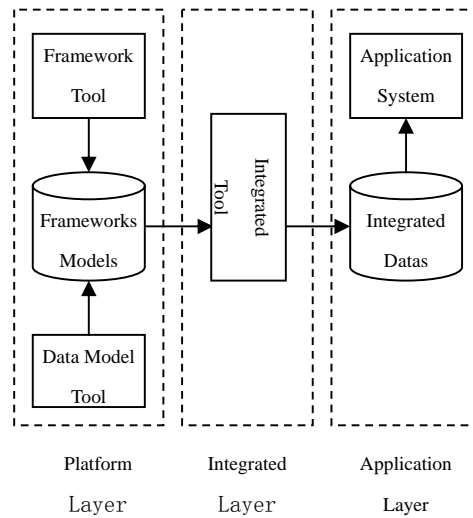 Framework
Tool
Frameworks
Models
Data Model
Tool
Integrated
Tool
Application
System
Integrated
Datas
Platform
Layer
Integrated
Layer
Application
Layer